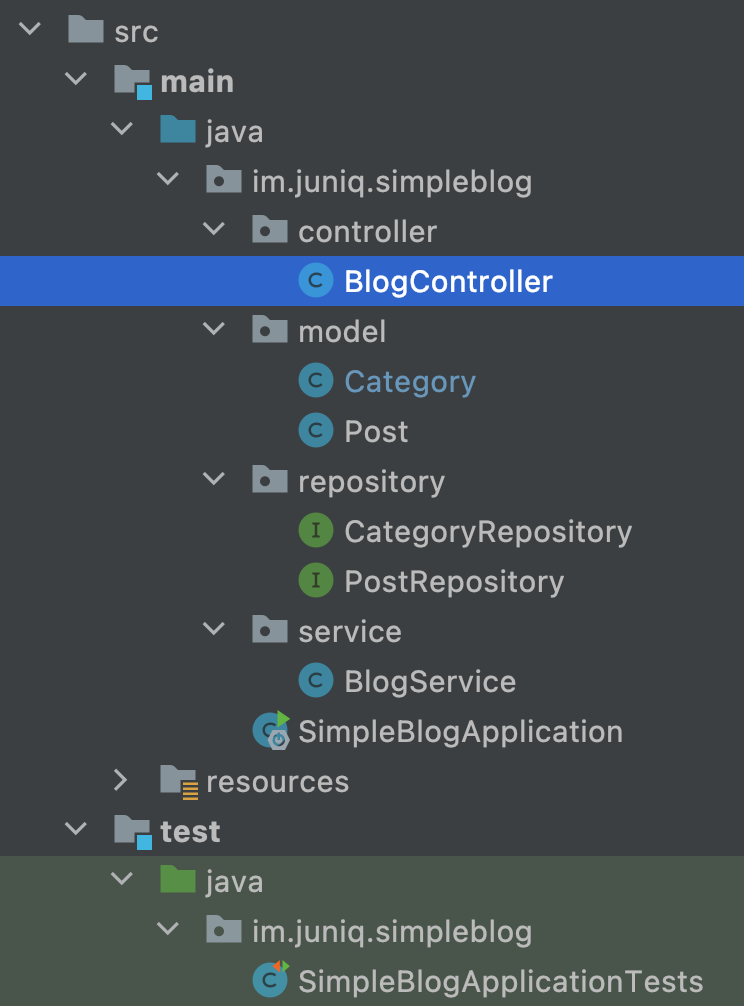 src
main
java
im.juniq.simpleblog
controller
BlogController
model
Category
Post
repository
CategoryRepository
PostRepository
service
BlogService
SimpleBlogApplication
resources
test
java
im.juniq.simpleblog
SimpleBlogApplicationTests